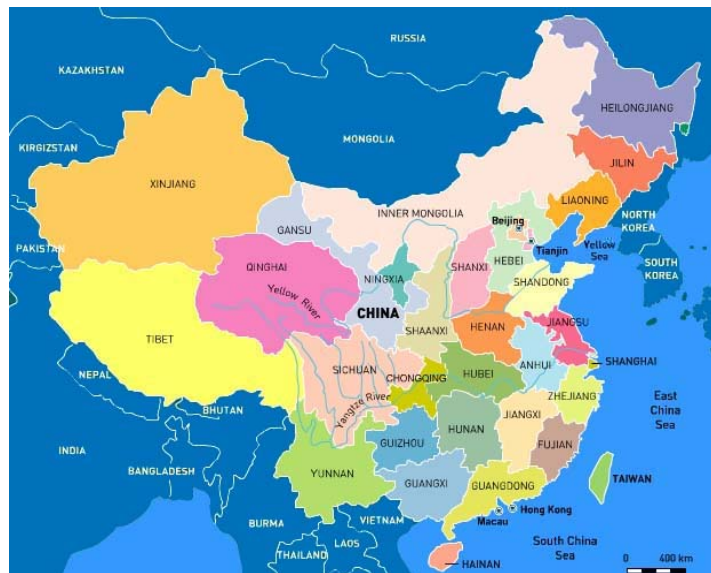 RUSSIA
KAZAKHSTAN
HEILONGJIANG
MONGOLIA
KIRGIZSTAN
JILIN
XINJIANG
LIAONING
INNER MONGOLIA
Beijing
NORTH
KOREA
GANSU
Tianjin
Yellow
Sea
PAKISTAN
HEBEI
SHANXI
SOUTH
KOREA
QINGHAI
NINGXIA
SHANDONG
Yellow River
CHINA
JIANGSU
HENAN
SHAANXI
TIBET
SHANGHAI
ANHUI
SICHUAN
HUBEI
NEPAL
CHONGQING
ZHEJIANG
East
China
Sea
Yangtze River
BHUTAN
JIANGXI
HUNAN
GUIZHOU
FUJIAN
INDIA
BANGLADESH
YUNNAN
TAIWAN
GUANGXI
GUANGDONG
Hong Kong
Macau
BURMA
VIETNAM
LAOS
South China
Sea
THAILAND
HAINAN
0 400 km